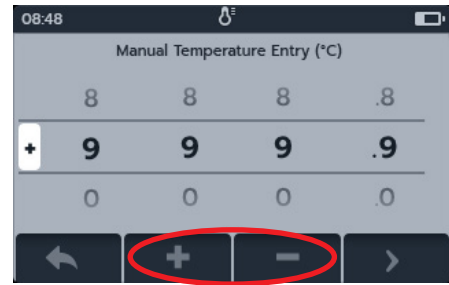 08:48
Manual Temperature Entry (°C)
8 8 8 .8
+ 9 9 9 .9
0 0 0 .0
+ − >